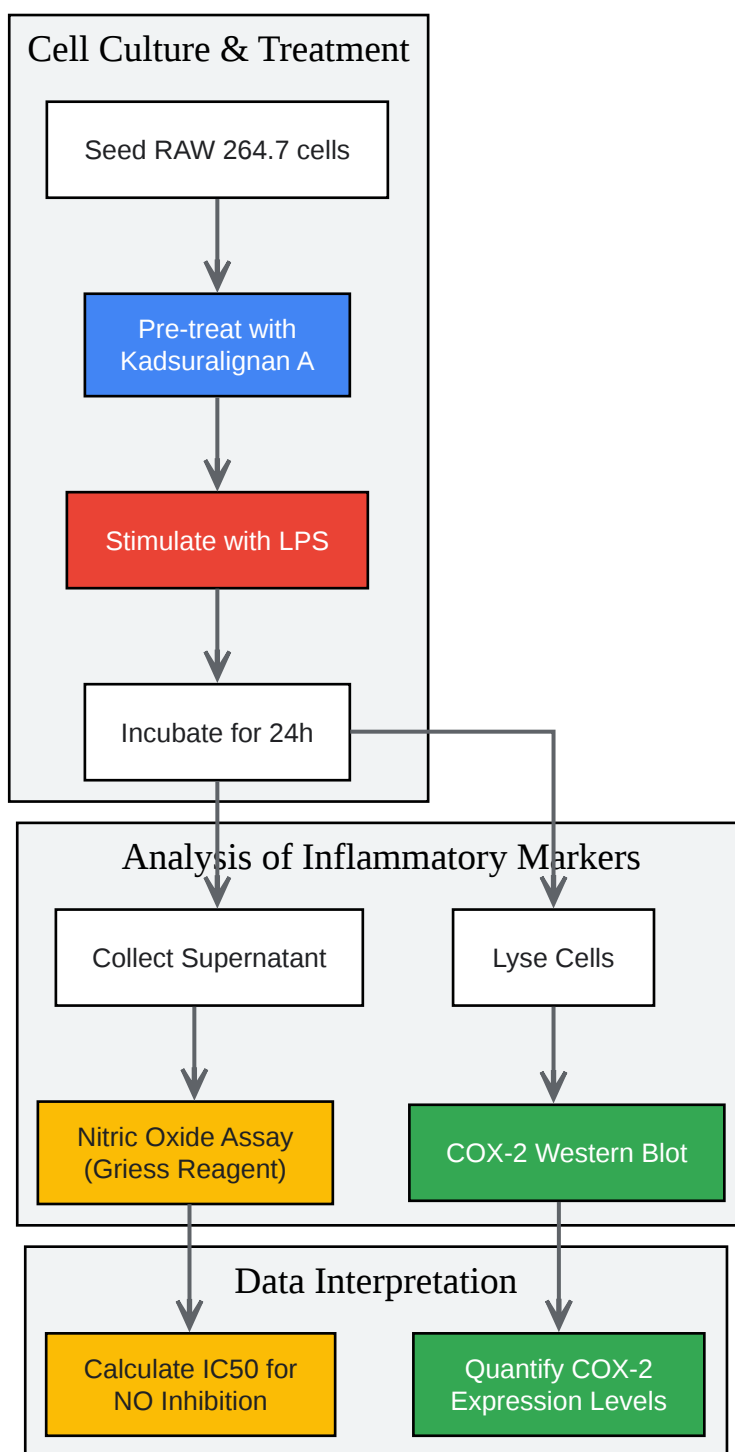 Cell Culture & Treatment
Seed RAW 264.7 cells
Pre-treat with
Kadsuralignan A
Stimulate with LPS
Incubate for 24h
Analysis of Inflammatory Markers
Collect Supernatant
Lyse Cells
Nitric Oxide Assay
(Griess Reagent)
COX-2 Western Blot
Data Interpretation
Calculate IC50 for
NO Inhibition
Quantify COX-2
Expression Levels